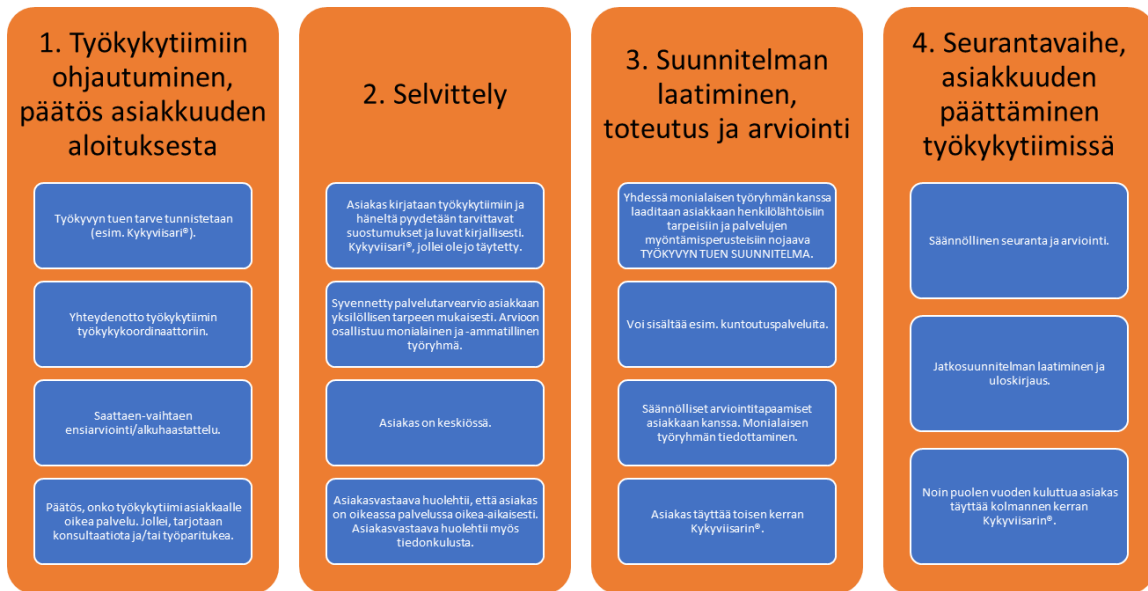 1. Työkykytiimiin
ohjautuminen,
päätös asiakkuuden
aloituksesta
Työkyvyn tuen tarve tunnistetaan
(esim. Kykyviisari®).
Yhteydenotto työkykytiimin
työkykykoordinaattoriin.
Saattaen-vaihtaen
ensiarviointi/alkuhaastattelu.
Päätös, onko työkykytiimi asiakkaalle
oikea palvelu. Jollei, tarjotaan
konsultaatiota ja/tai työparitukea.
2. Selvittely
Asiakas kirjataan työkykytiimiin ja
häneltä pyydetään tarvittavat
suostumukset ja luvat kirjallisesti.
Kykyviisari®, jollei ole jo täytetty.
Syvennetty palvelutarvearvio asiakkaan
yksilöllisen tarpeen mukaisesti. Arvioon
osallistuu monialainen ja -ammatillinen
työryhmä.
Asiakas on keskiössä.
Asiakasvastaava huolehtii, että asiakas
on oikeassa palvelussa oikea-aikaisesti.
Asiakasvastaava huolehtii myös
tiedonkulusta.
3. Suunnitelman
laatiminen,
toteutus ja arviointi
Yhdessä monialaisen työryhmän kanssa
laaditaan asiakkaan henkilölähtöisiin
tarpeisiin ja palvelujen
myöntämisperusteisiin nojaava
TYÖKYVYN TUEN SUUNNITELMA.
Voi sisältää esim. kuntoutuspalveluita.
Säännölliset arviointitapaamiset
asiakkaan kanssa. Monialaisen
työryhmän tiedottaminen.
Asiakas täyttää toisen kerran
Kykyviisarin®.
4. Seurantavaihe,
asiakkuuden
päättäminen
työkykytiimissä
Säännöllinen seuranta ja arviointi.
Jatkosuunnitelman laatiminen ja
uloskirjaus.
Noin puolen vuoden kuluttua asiakas
täyttää kolmannen kerran
Kykyviisarin®.